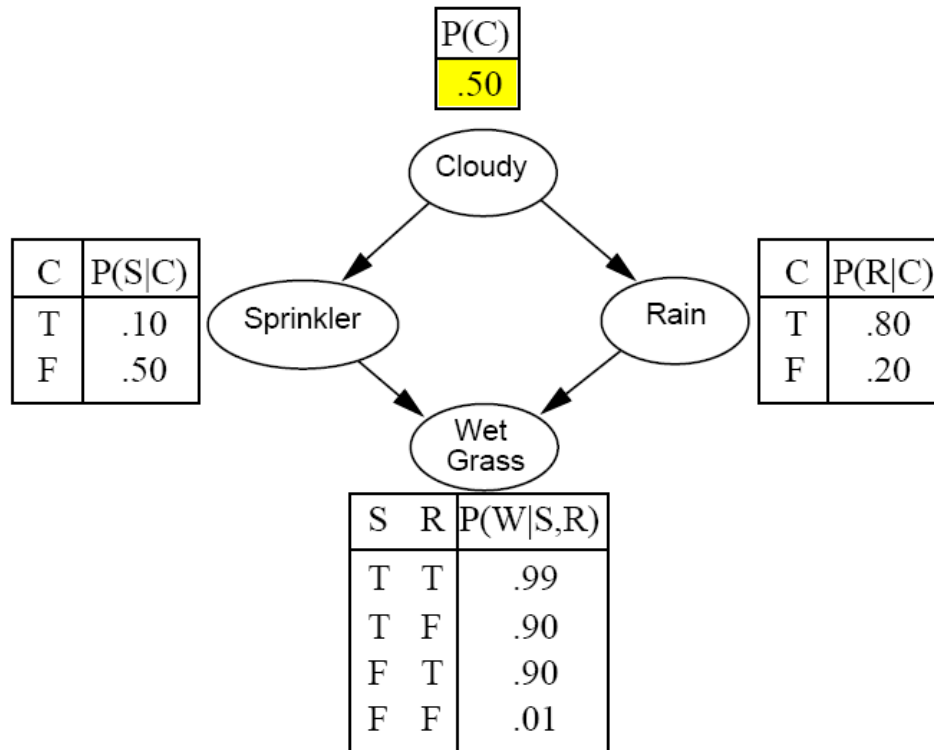 P(C)
.50
Cloudy
C P(S|C)
T .10
F .50
Sprinkler
Rain
C P(R|C)
T .80
F .20
Wet
Grass
S R P(W|S,R)
T T .99
T F .90
F T .90
F F .01